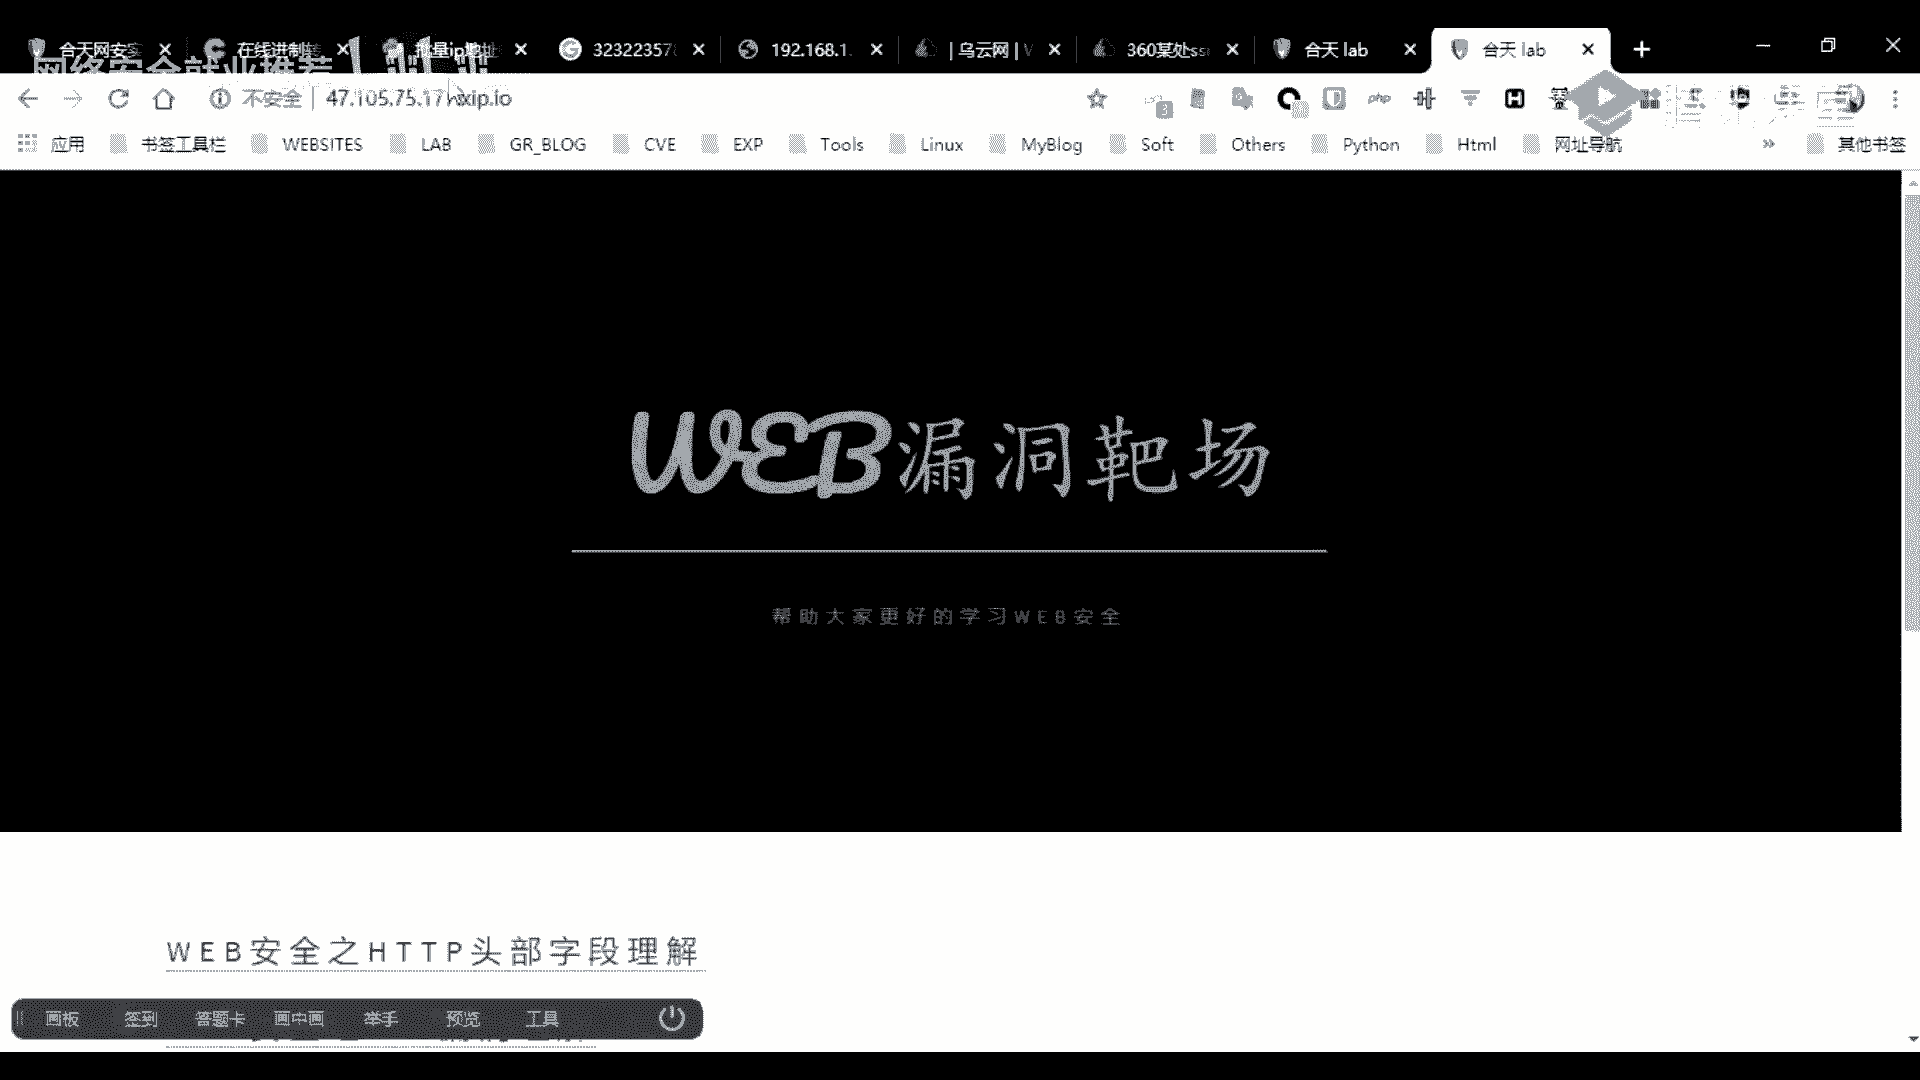 合天网安实
在线进制转
批量ip地址
323223578
192.168.1.
| 乌云网 | V
360某处ssr
合天 lab
合天 lab
网络安全就业推荐
不安全
47.105.75.17
xip.io
php
3
应用
书签工具栏
WEBSITES
LAB
GR_BLOG
CVE
EXP
Tools
Linux
MyBlog
Soft
Others
Python
Html
网址导航
»
其他书签
WEB漏洞靶场
帮助大家更好的学习WEB安全
WEB安全之HTTP头部字段理解
画板
签到
答题卡
画中画
举手
预览
工具